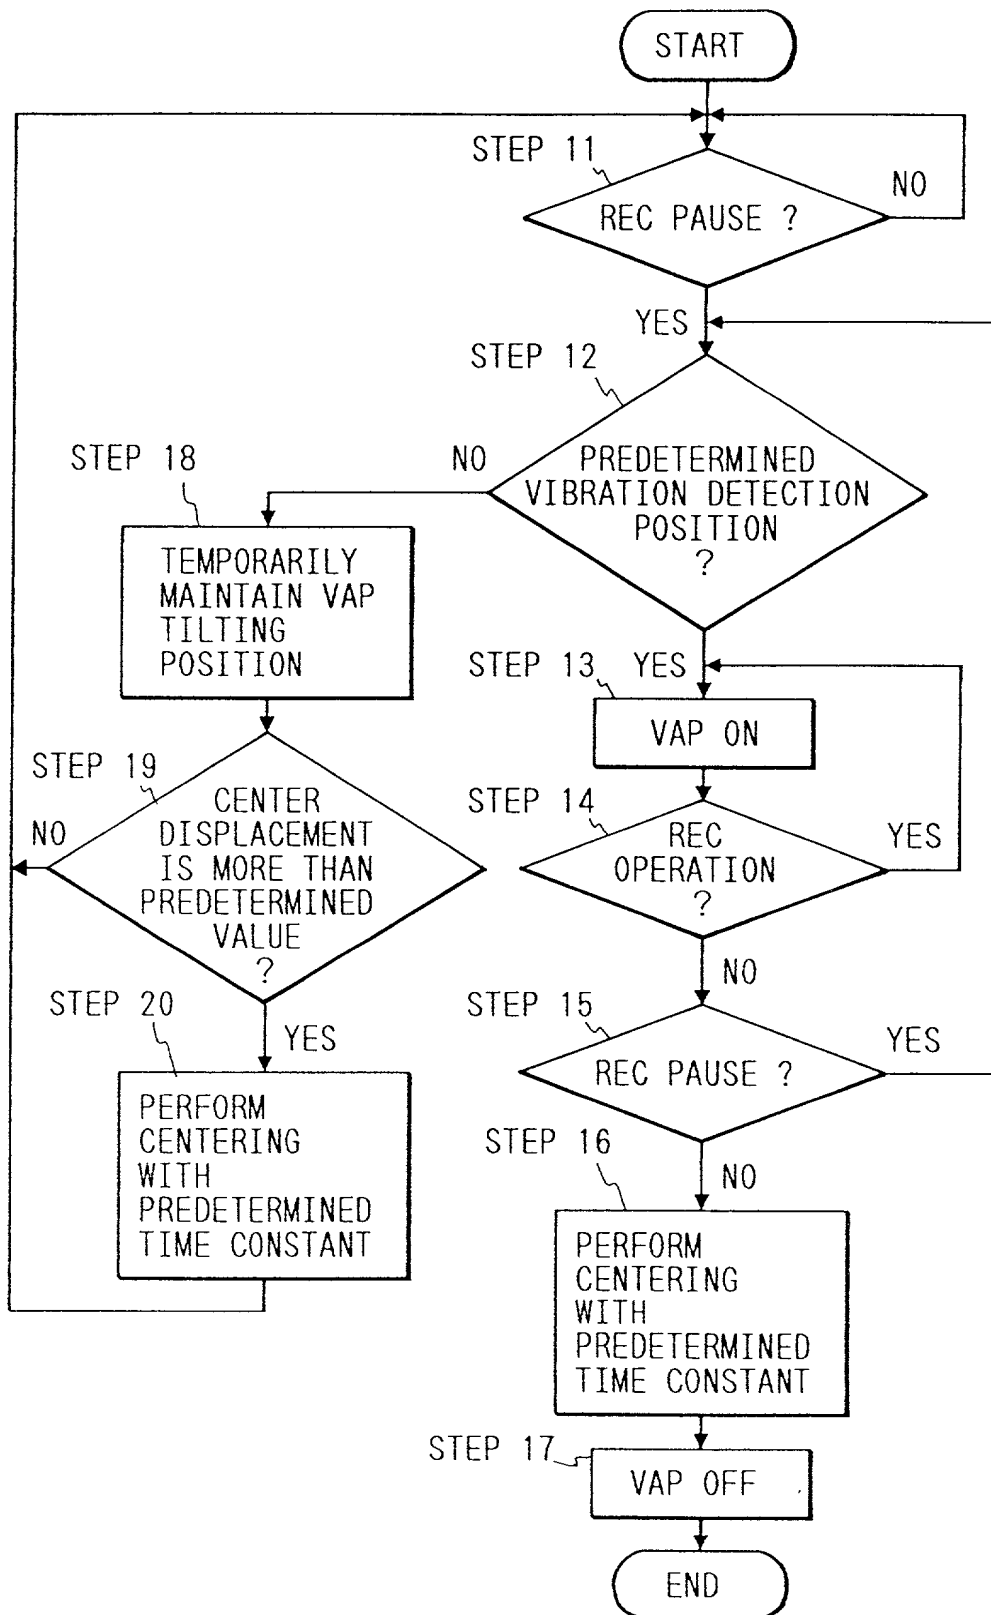 START
STEP 11
NO
REC PAUSE ?
YES
STEP 12
NO
PREDETERMINED
VIBRATION DETECTION
POSITION
?
STEP 18
TEMPORARILY
MAINTAIN VAP
TILTING
POSITION
STEP 13
YES
VAP ON
STEP 19
NO
CENTER
DISPLACEMENT
IS MORE THAN
PREDETERMINED
VALUE
?
STEP 14
REC
OPERATION
?
YES
NO
STEP 20
YES
PERFORM
CENTERING
WITH
PREDETERMINED
TIME CONSTANT
STEP 15
YES
REC PAUSE ?
STEP 16
NO
PERFORM
CENTERING
WITH
PREDETERMINED
TIME CONSTANT
STEP 17
VAP OFF
END